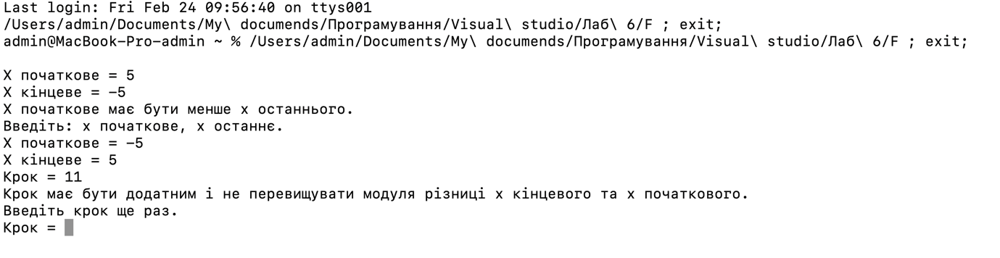 Last login: Fri Feb 24 09:56:40 on ttys001
/Users/admin/Documents/My\ documends/Програмування/Visual\ studio/Лаб\ 6/F ; exit;
admin@MacBook-Pro-admin ~ % /Users/admin/Documents/My\ documends/Програмування/Visual\ studio/Лаб\ 6/F ; exit;
X початкове = 5
X кінцеве = -5
X початкове має бути менше x останнього.
Введіть: x початкове, x останнє.
X початкове = -5
X кінцеве = 5
Крок = 11
Крок має бути додатним і не перевищувати модуля різниці x кінцевого та x початкового.
Введіть крок ще раз.
Крок =